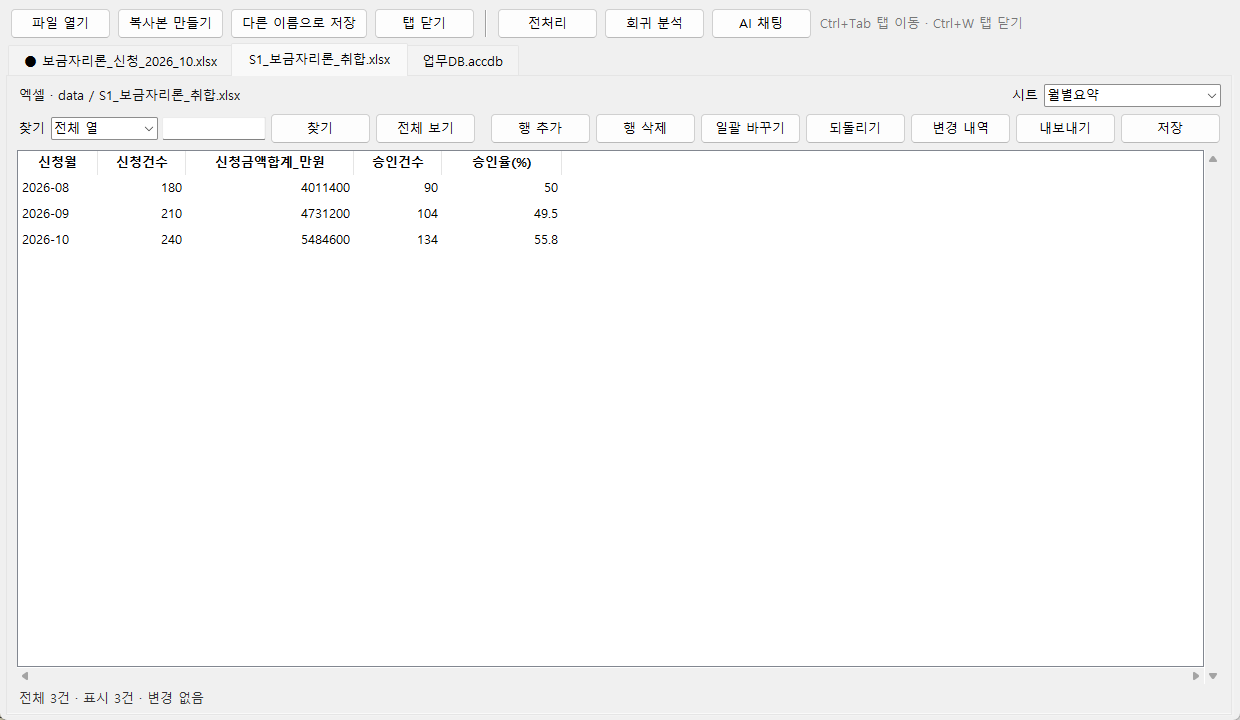 파일 열기 복사본 만들기 다른 이름으로 저장 탭 닫기 전처리 회귀 분석 AI 채팅 Ctrl+Tab 탭 이동 · Ctrl+W 탭 닫기
● 보금자리론_신청_2026_10.xlsx S1_보금자리론_취합.xlsx 업무DB.accdb
엑셀 · data / S1_보금자리론_취합.xlsx 시트 월별요약
찾기 전체 열 찾기 전체 보기 행 추가 행 삭제 일괄 바꾸기 되돌리기 변경 내역 내보내기 저장
신청월 신청건수 신청금액합계_만원 승인건수 승인율(%)
2026-08 180 4011400 90 50
2026-09 210 4731200 104 49.5
2026-10 240 5484600 134 55.8
전체 3건 · 표시 3건 · 변경 없음